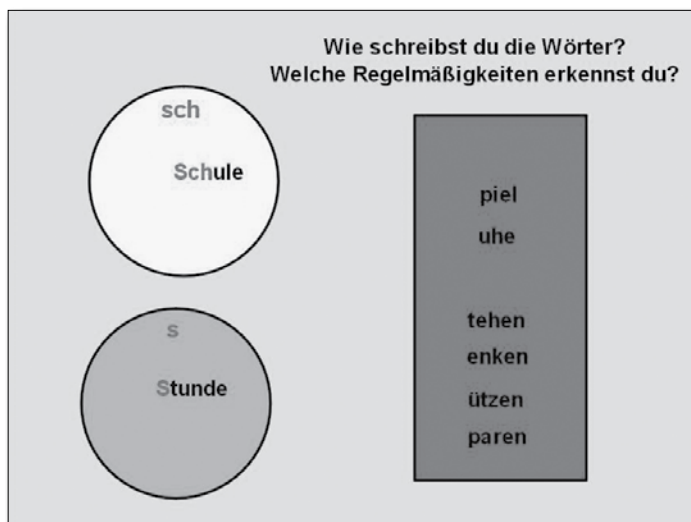 Wie schreibst du die Wörter?
Welche Regelmäßigkeiten erkennst du?
sch
Schule
s
Stunde
piel
uhe
tehen
enken
ützen
paren